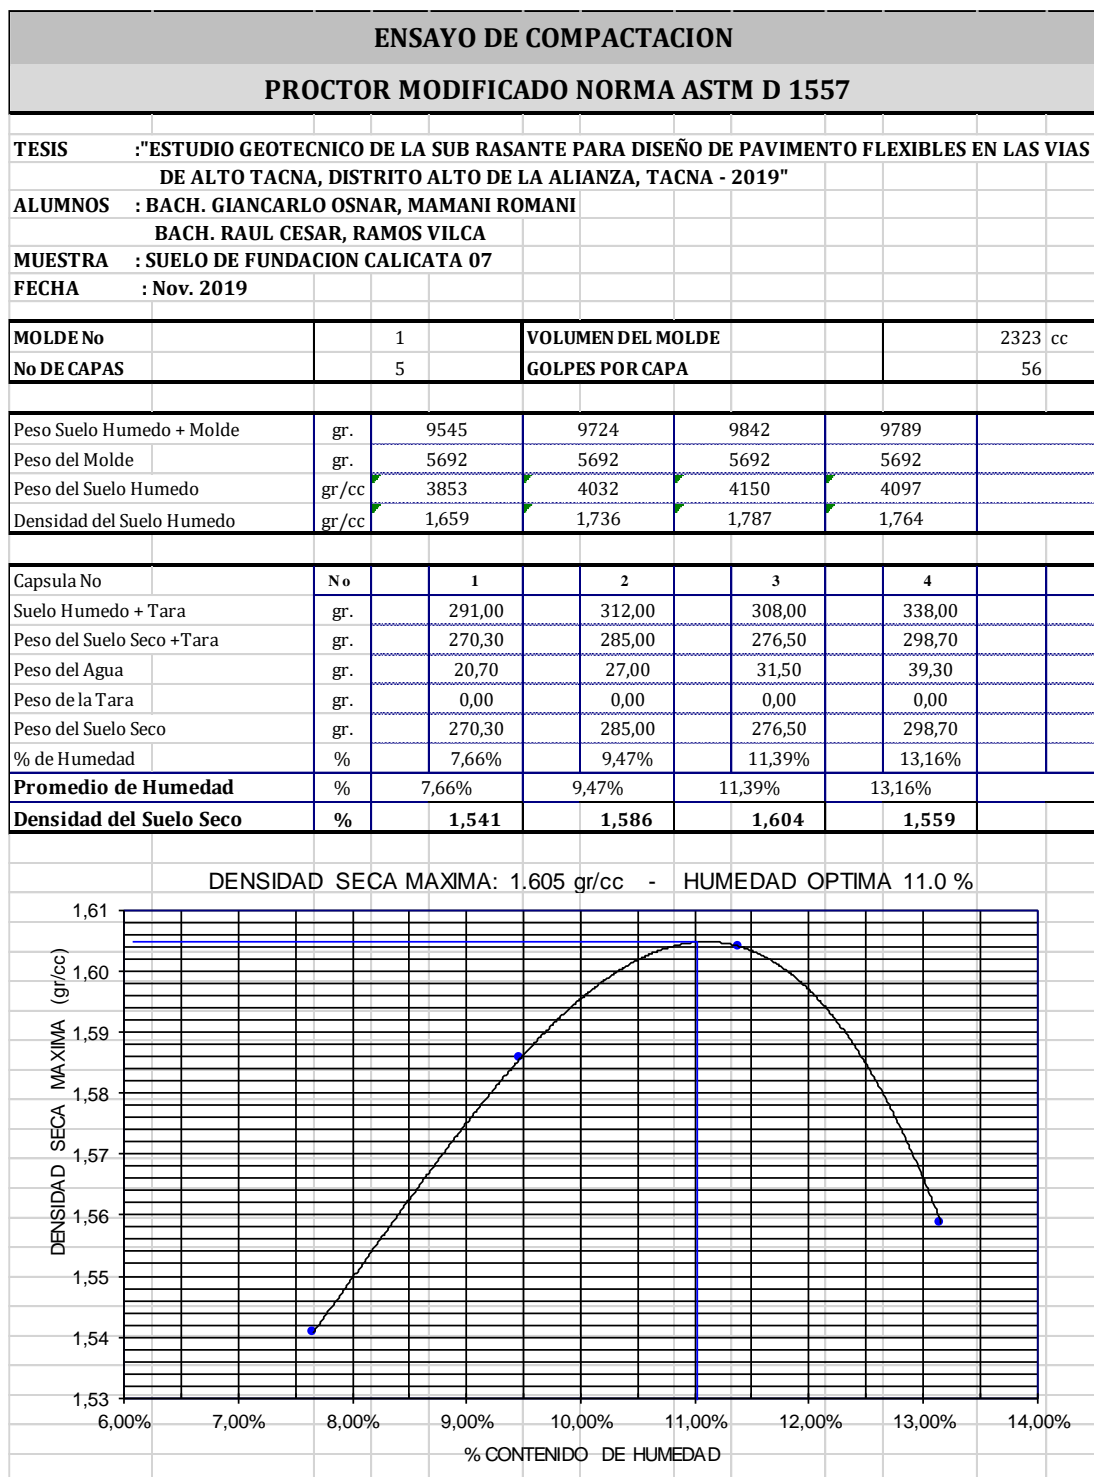 ENSAYO DE COMPACTACION
PROCTOR MODIFICADO NORMA ASTM D 1557
TESIS :"ESTUDIO GEOTECNICO DE LA SUB RASANTE PARA DISEÑO DE PAVIMENTO FLEXIBLES EN LAS VIAS
DE ALTO TACNA, DISTRITO ALTO DE LA ALIANZA, TACNA - 2019"
ALUMNOS : BACH. GIANCARLO OSNAR, MAMANI ROMANI
BACH. RAUL CESAR, RAMOS VILCA
MUESTRA : SUELO DE FUNDACION CALICATA 07
FECHA : Nov. 2019
MOLDE No 1 VOLUMEN DEL MOLDE 2323 cc
No DE CAPAS 5 GOLPES POR CAPA 56
Peso Suelo Humedo + Molde gr. 9545 9724 9842 9789
Peso del Molde gr. 5692 5692 5692 5692
Peso del Suelo Humedo gr/cc 3853 4032 4150 4097
Densidad del Suelo Humedo gr/cc 1,659 1,736 1,787 1,764
Capsula No No 1 2 3 4
Suelo Humedo + Tara gr. 291,00 312,00 308,00 338,00
Peso del Suelo Seco +Tara gr. 270,30 285,00 276,50 298,70
Peso del Agua gr. 20,70 27,00 31,50 39,30
Peso de la Tara gr. 0,00 0,00 0,00 0,00
Peso del Suelo Seco gr. 270,30 285,00 276,50 298,70
% de Humedad % 7,66% 9,47% 11,39% 13,16%
Promedio de Humedad % 7,66% 9,47% 11,39% 13,16%
Densidad del Suelo Seco % 1,541 1,586 1,604 1,559
DENSIDAD SECA MAXIMA: 1.605 gr/cc - HUMEDAD OPTIMA 11.0 %
DENSIDAD SECA MAXIMA (gr/cc)
1,61
1,60
1,59
1,58
1,57
1,56
1,55
1,54
1,53
6,00% 7,00% 8,00% 9,00% 10,00% 11,00% 12,00% 13,00% 14,00%
% CONTENIDO DE HUMEDAD